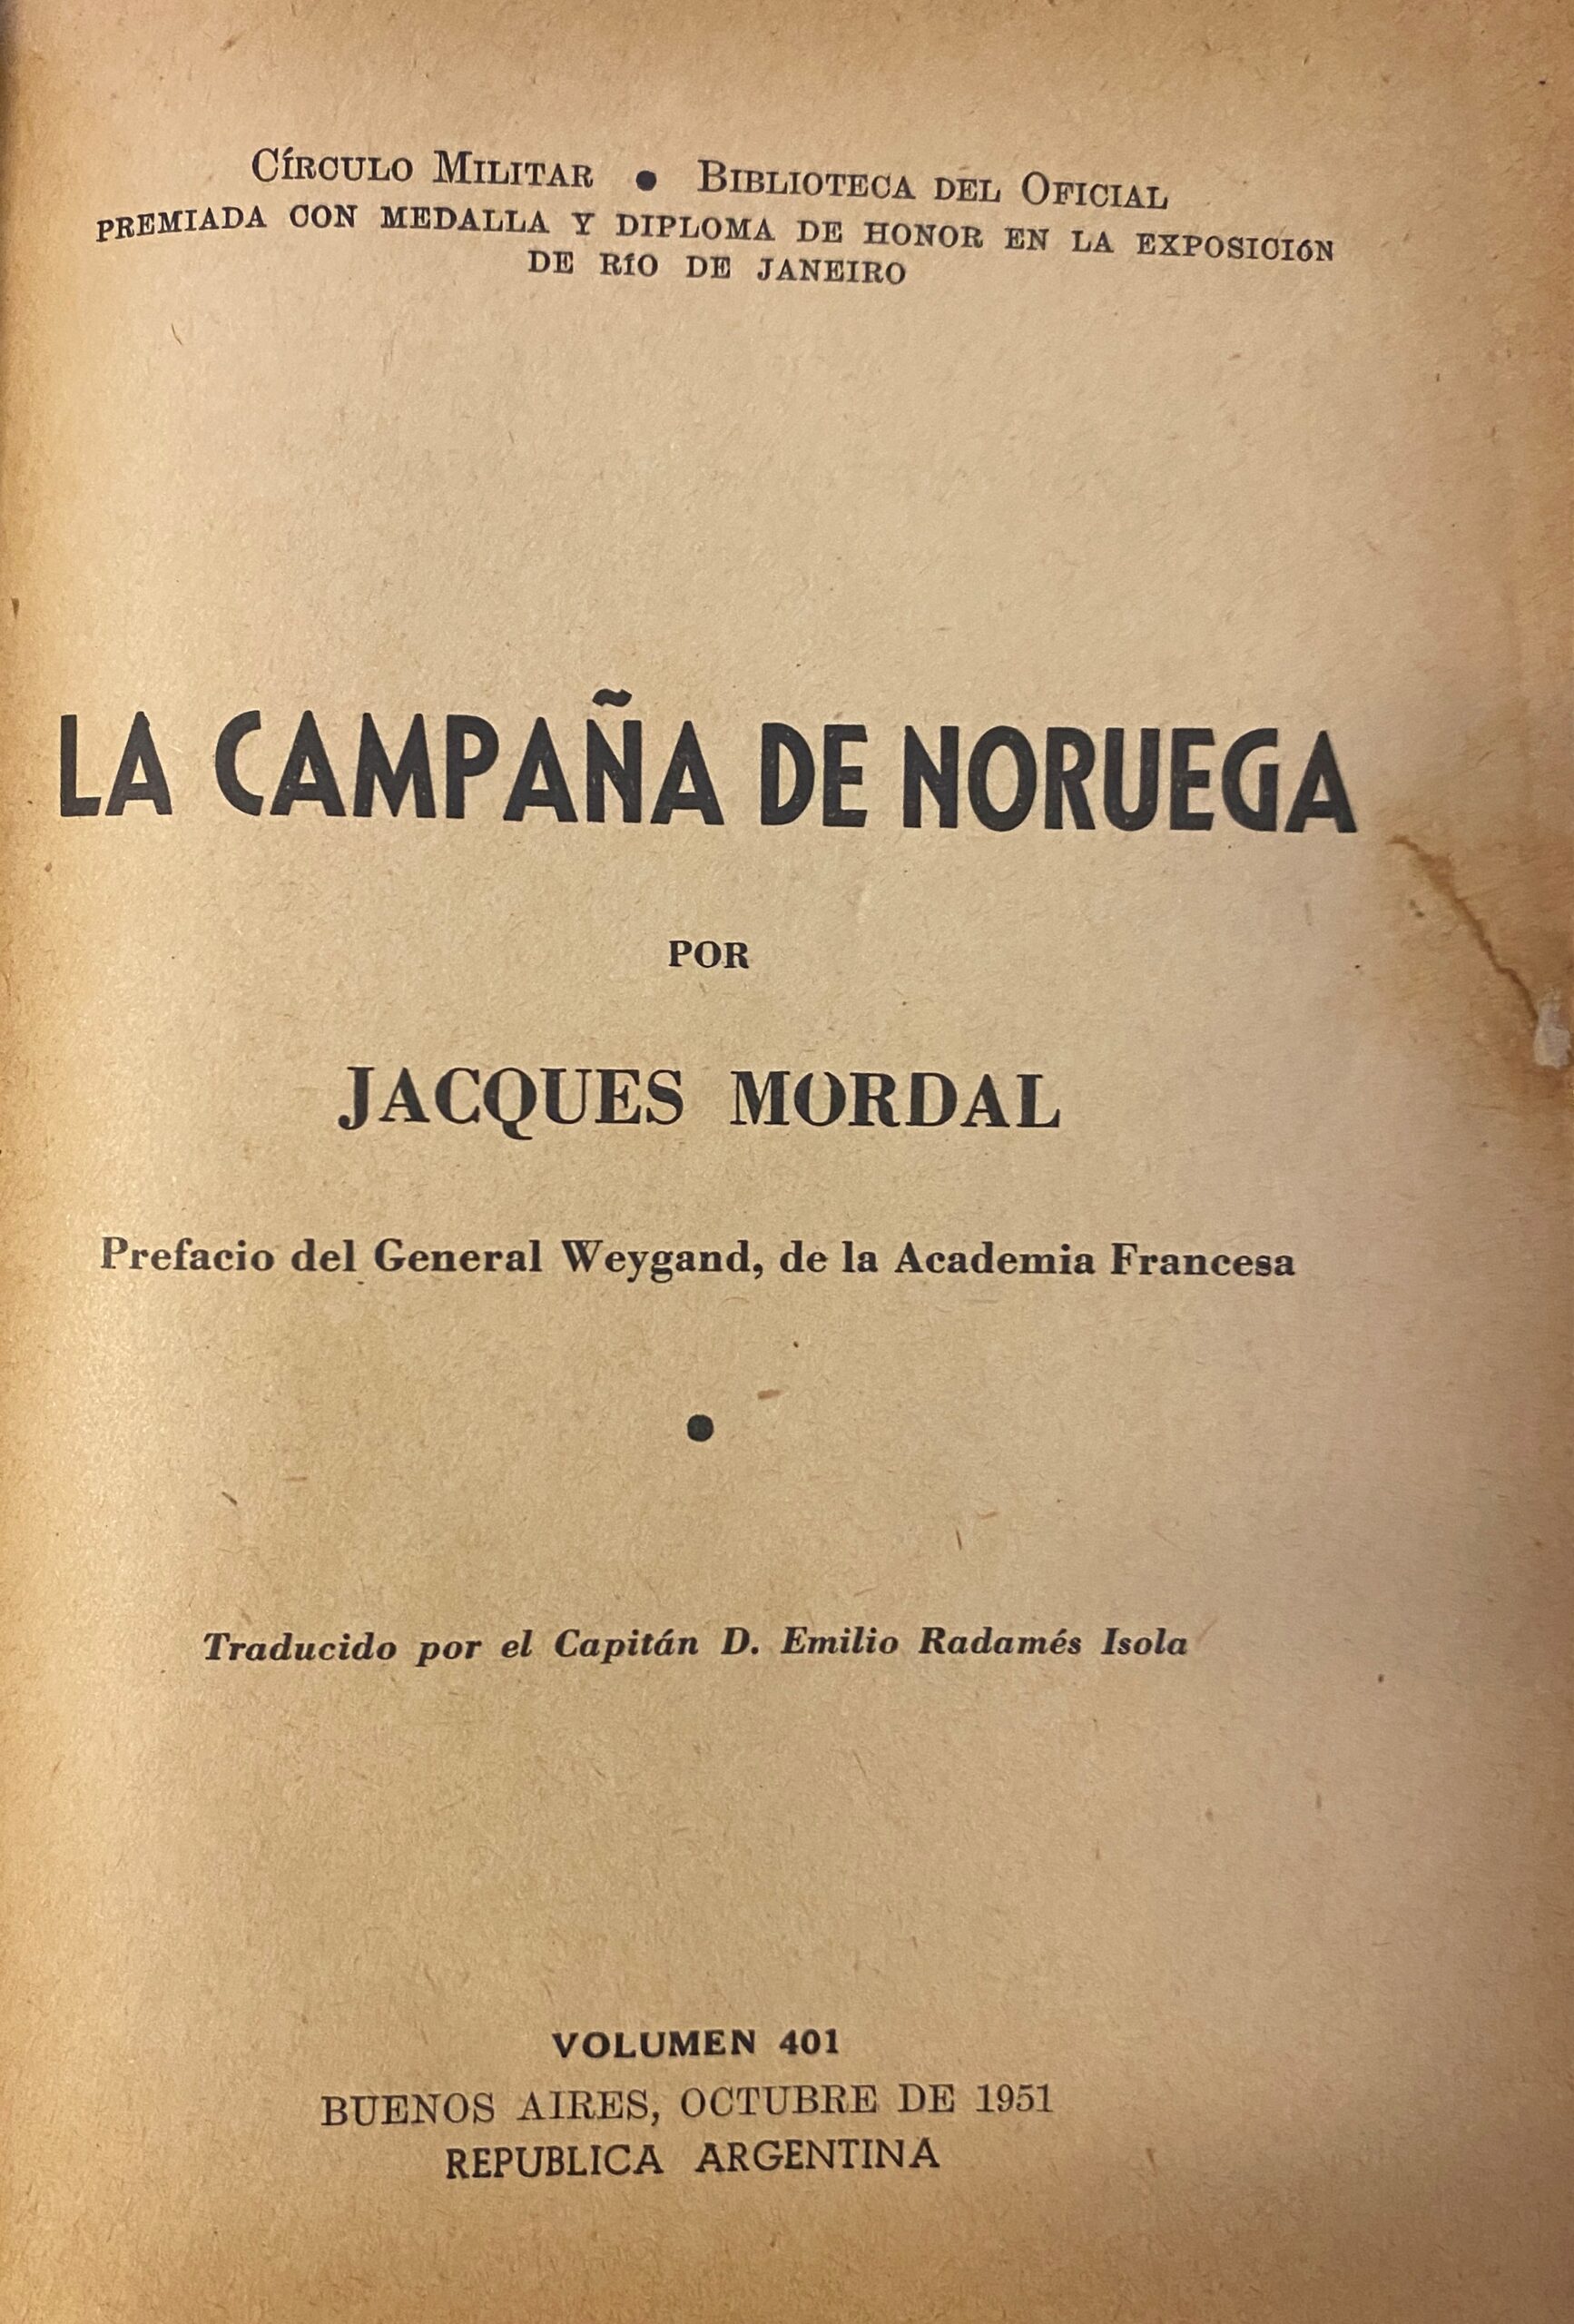 Círculo Militar ● Biblioteca del Oficial
PREMIADA CON MEDALLA Y DIPLOMA DE HONOR EN LA EXPOSICIóN
DE RíO DE JANEIRO
LA CAMPAÑA DE NORUEGA
POR
JACQUES MORDAL
Prefacio del General Weygand, de la Academia Francesa
●
Traducido por el Capitán D. Emilio Radamés Isola
VOLUMEN 401
BUENOS AIRES, OCTUBRE DE 1951
REPUBLICA ARGENTINA